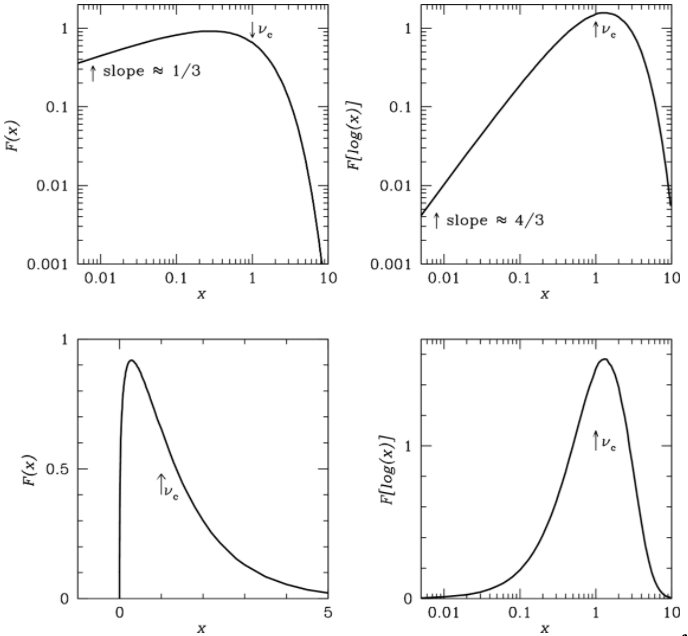 1
0.1
0.01
0.001
F(x)
ν_c
slope ≈ 1/3
0.01
0.1
1
10
x
1
0.1
0.01
0.001
F[log(x)]
ν_c
slope ≈ 4/3
0.01
0.1
1
10
x
1
0.5
0
F(x)
ν_c
0
5
x
1
0
F[log(x)]
ν_c
0.01
0.1
1
10
x